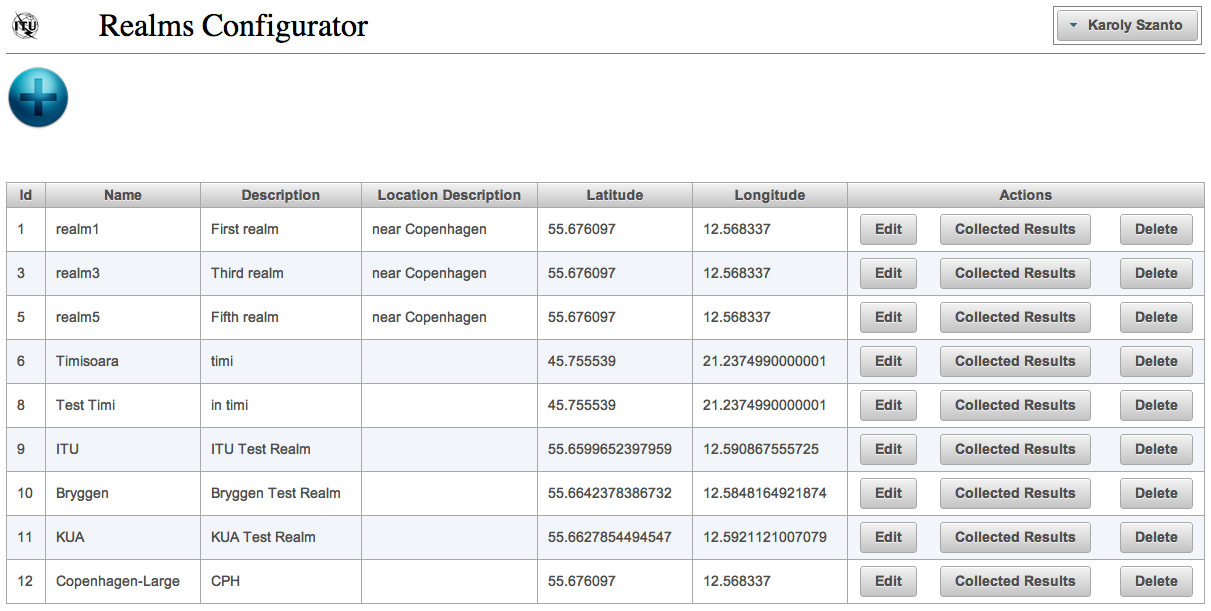 ITU Realms Configurator Karoly Szanto
Id Name Description Location Description Latitude Longitude Actions
1 realm1 First realm near Copenhagen 55.676097 12.568337 Edit Collected Results Delete
3 realm3 Third realm near Copenhagen 55.676097 12.568337 Edit Collected Results Delete
5 realm5 Fifth realm near Copenhagen 55.676097 12.568337 Edit Collected Results Delete
6 Timisoara timi 45.755539 21.2374990000001 Edit Collected Results Delete
8 Test Timi in timi 45.755539 21.2374990000001 Edit Collected Results Delete
9 ITU ITU Test Realm 55.6599652397959 12.590867555725 Edit Collected Results Delete
10 Bryggen Bryggen Test Realm 55.6642378386732 12.5848164921874 Edit Collected Results Delete
11 KUA KUA Test Realm 55.6627854494547 12.5921121007079 Edit Collected Results Delete
12 Copenhagen-Large CPH 55.676097 12.568337 Edit Collected Results Delete